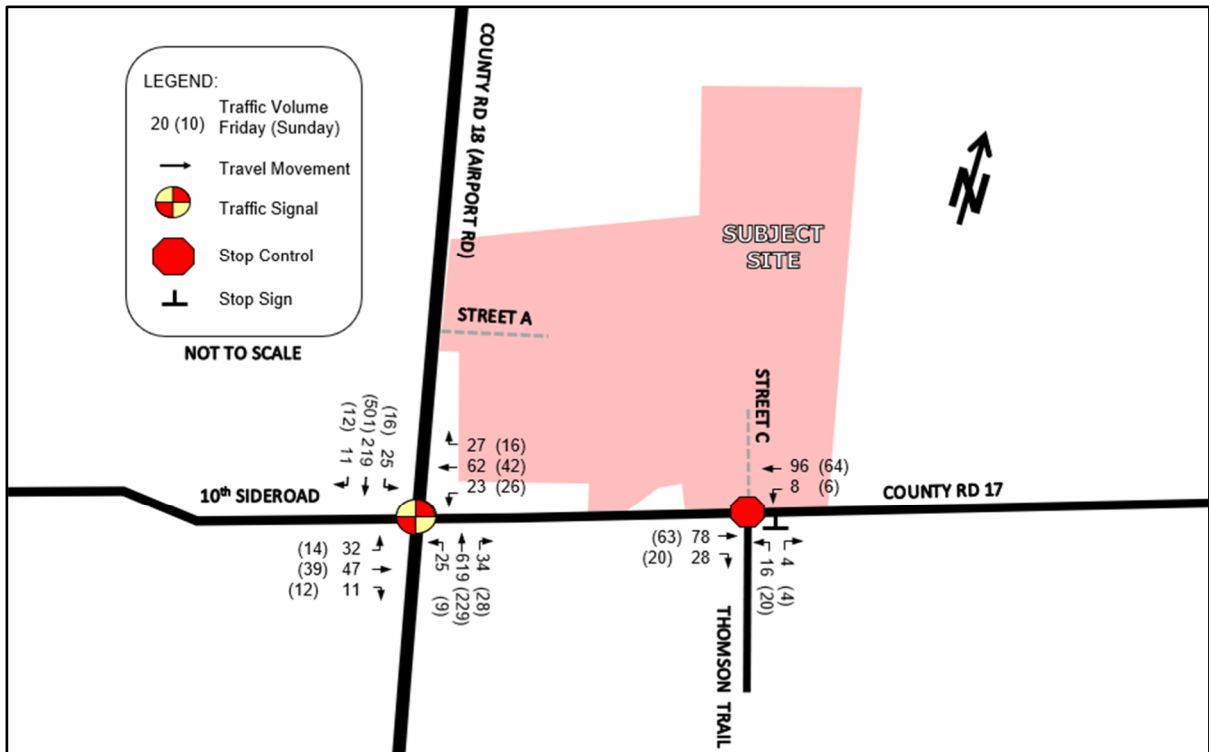 LEGEND:
20 (10)
Traffic Volume
Friday (Sunday)
Travel Movement
Traffic Signal
Stop Control
Stop Sign
NOT TO SCALE
COUNTY RD 18 (AIRPORT RD)
N
SUBJECT
SITE
STREET A
STREET C
(12) 11
(501) 219
(16) 25
27 (16)
62 (42)
23 (26)
10th SIDEROAD
96 (64)
8 (6)
COUNTY RD 17
(14) 32
(39) 47
(12) 11
25 (9)
619 (229)
34 (28)
(63) 78
(20) 28
16 (20)
4 (4)
THOMSON TRAIL